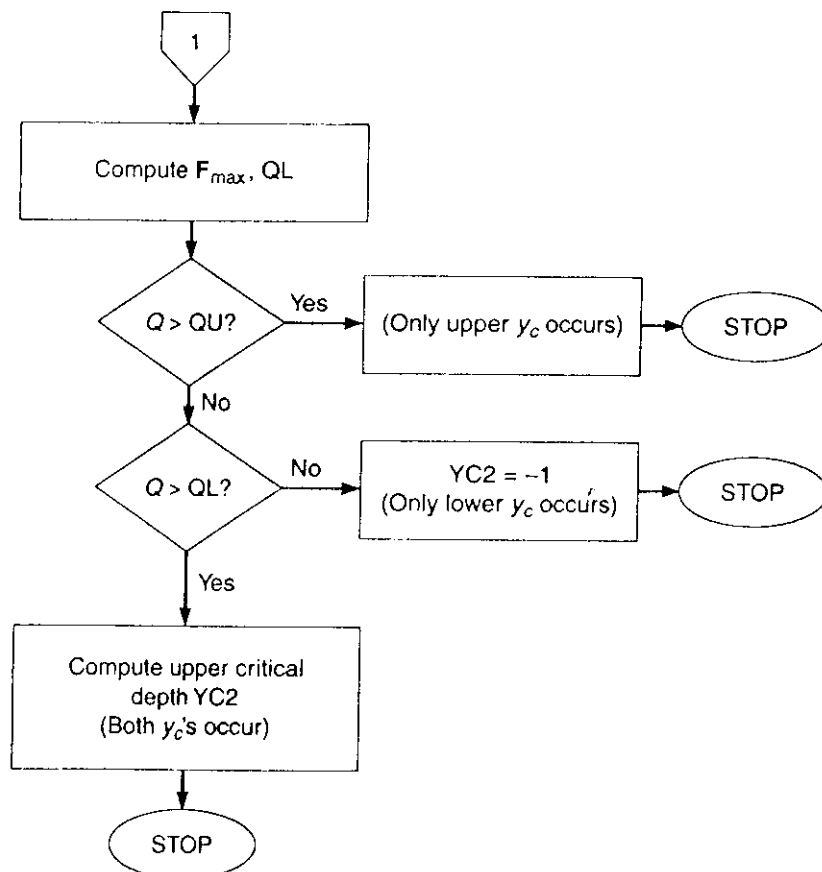 1
Compute F_max, QL
Q > QU?
Yes
(Only upper y_c occurs)
STOP
No
Q > QL?
No
YC2 = −1
(Only lower y_c occurs)
STOP
Yes
Compute upper critical
depth YC2
(Both y_c's occur)
STOP